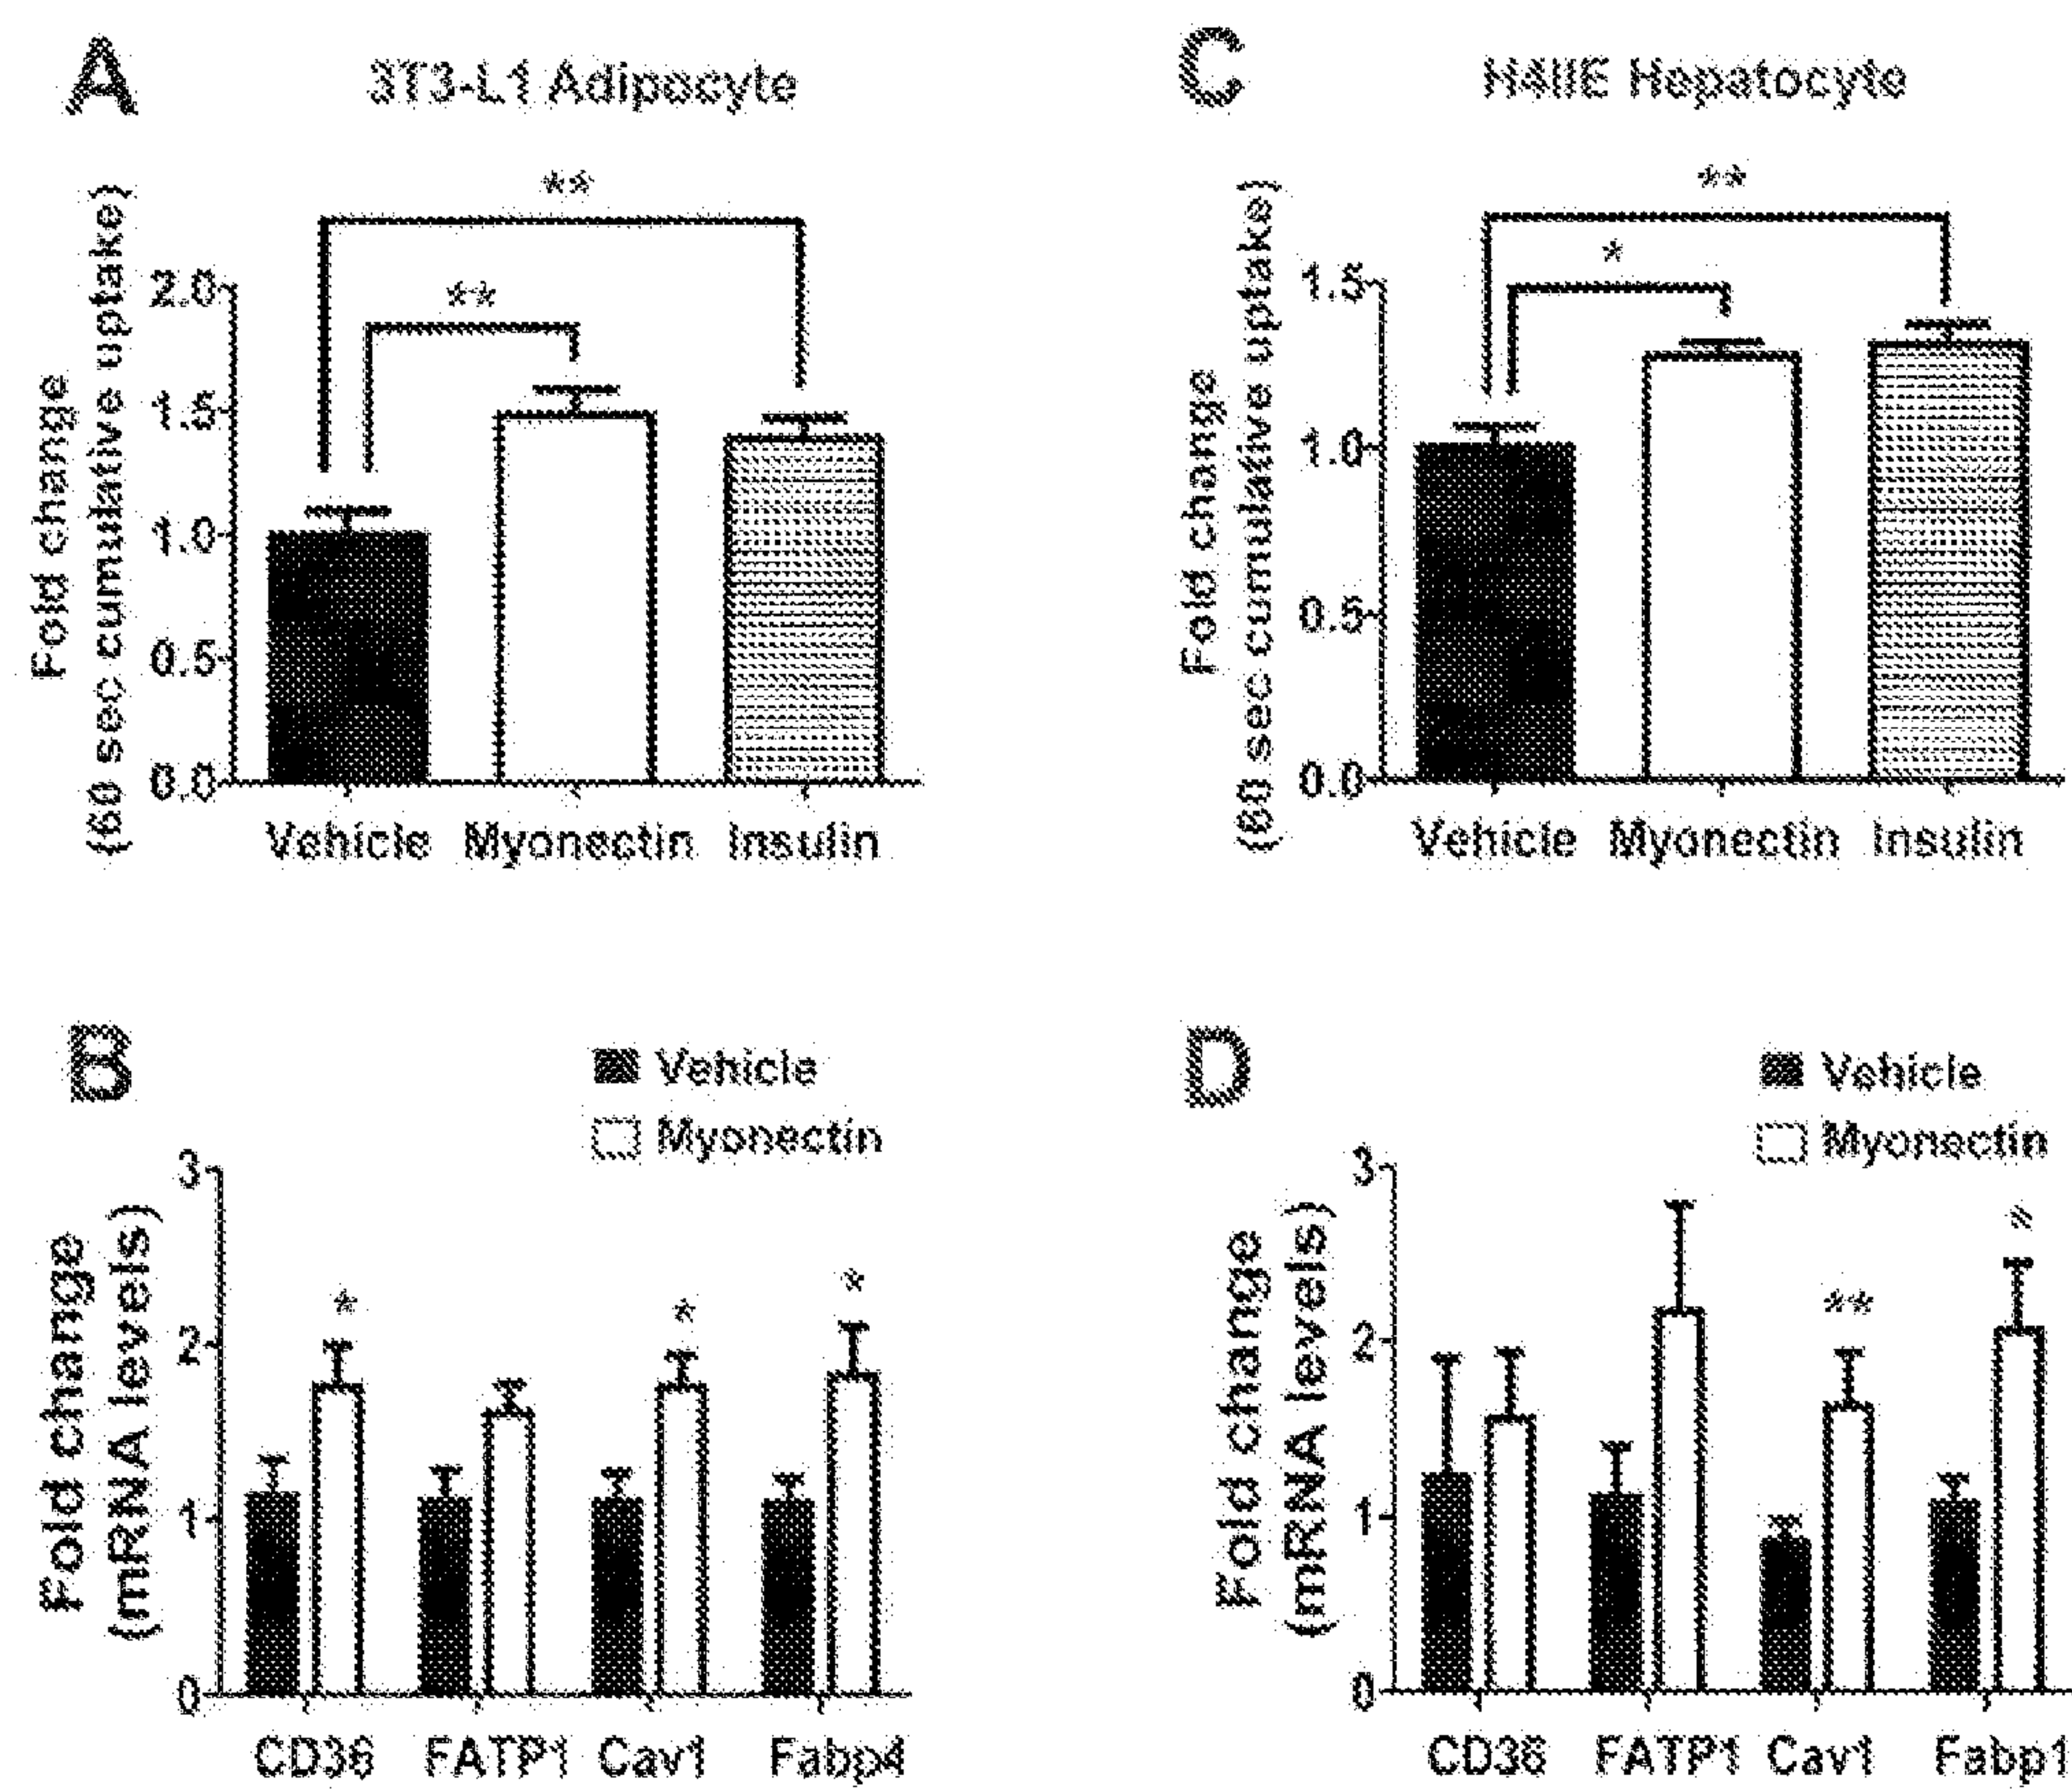 A
3T3-L1 Adipocyte
Fold change
(60 sec cumulative uptake)
**
**
2.0
1.5
1.0
0.5
0.0
Vehicle Myonectin Insulin
C
H4IIE Hepatocyte
Fold change
(60 sec cumulative uptake)
**
*
1.5
1.0
0.5
0.0
Vehicle Myonectin Insulin
B
Vehicle
Myonectin
Fold change
(mRNA levels)
3
2
1
0
* * *
CD36 FATP1 Cav1 Fabp4
D
Vehicle
Myonectin
Fold change
(mRNA levels)
3
2
1
0
** *
CD36 FATP1 Cav1 Fabp1